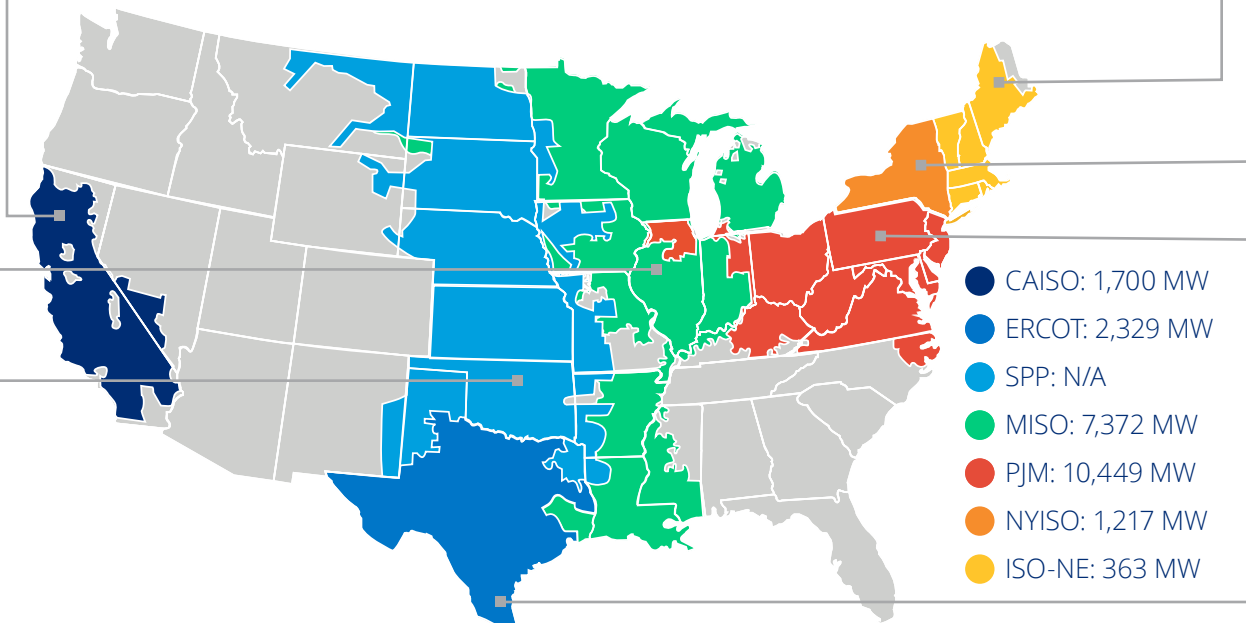 CAISO: 1,700 MW
ERCOT: 2,329 MW
SPP: N/A
MISO: 7,372 MW
PJM: 10,449 MW
NYISO: 1,217 MW
ISO-NE: 363 MW